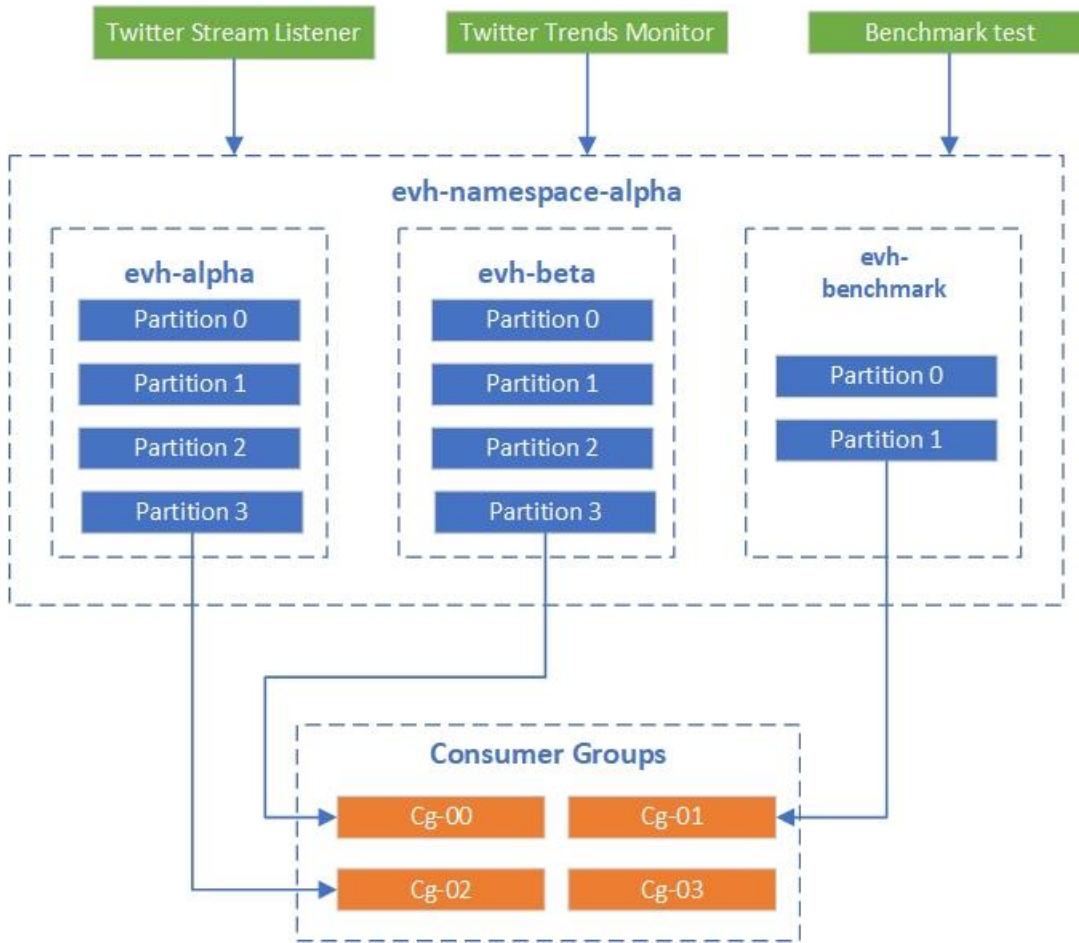 Twitter Stream Listener
Twitter Trends Monitor
Benchmark test
evh-namespace-alpha
evh-alpha
Partition 0
Partition 1
Partition 2
Partition 3
evh-beta
Partition 0
Partition 1
Partition 2
Partition 3
evh-
benchmark
Partition 0
Partition 1
Consumer Groups
Cg-00
Cg-01
Cg-02
Cg-03